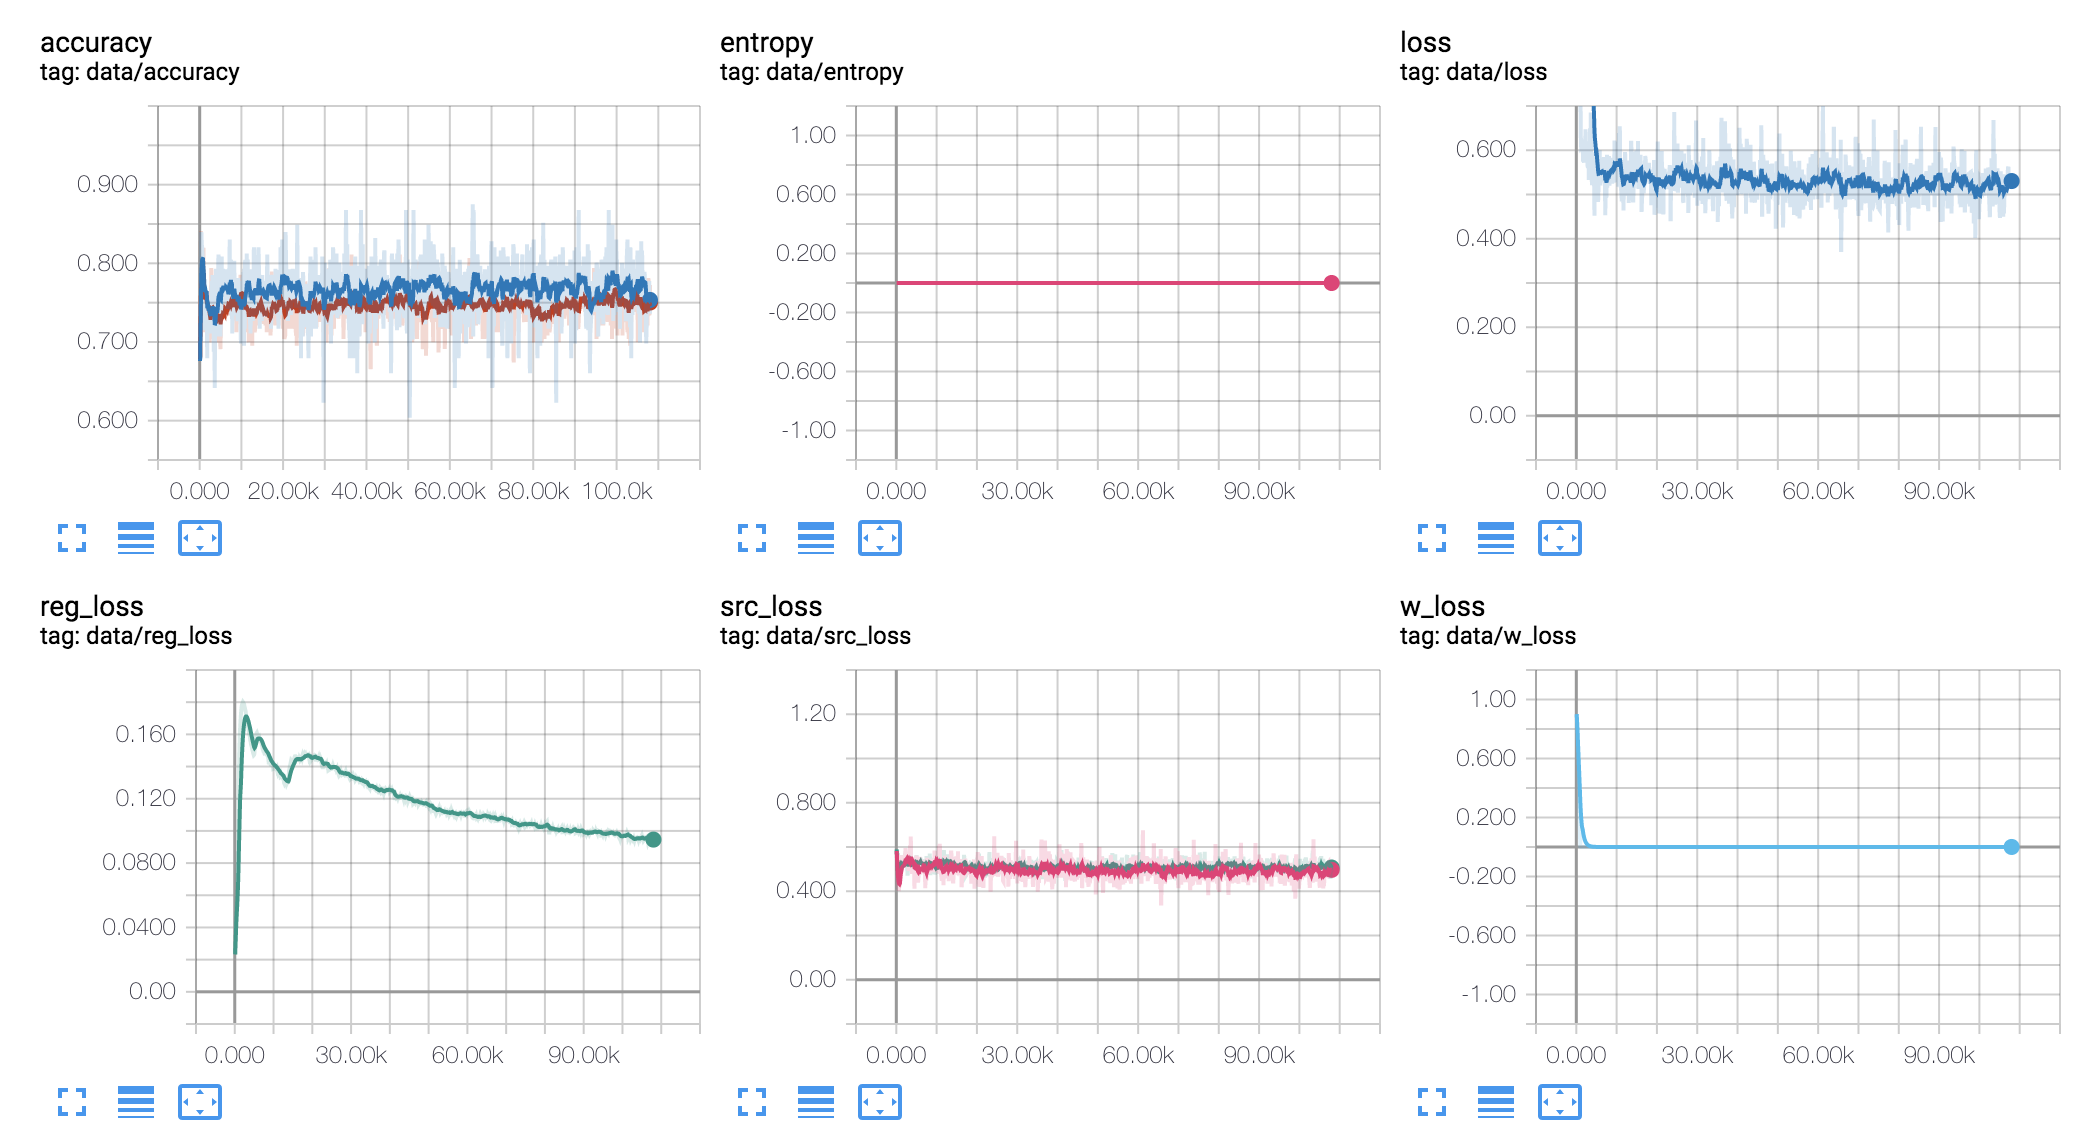 accuracy
tag: data/accuracy
0.900
0.800
0.700
0.600
0.000 20.00k 40.00k 60.00k 80.00k 100.0k
entropy
tag: data/entropy
1.00
0.600
0.200
-0.200
-0.600
-1.00
0.000 30.00k 60.00k 90.00k
loss
tag: data/loss
0.600
0.400
0.200
0.00
0.000 30.00k 60.00k 90.00k
reg_loss
tag: data/reg_loss
0.160
0.120
0.0800
0.0400
0.00
0.000 30.00k 60.00k 90.00k
src_loss
tag: data/src_loss
1.20
0.800
0.400
0.00
0.000 30.00k 60.00k 90.00k
w_loss
tag: data/w_loss
1.00
0.600
0.200
-0.200
-0.600
-1.00
0.000 30.00k 60.00k 90.00k